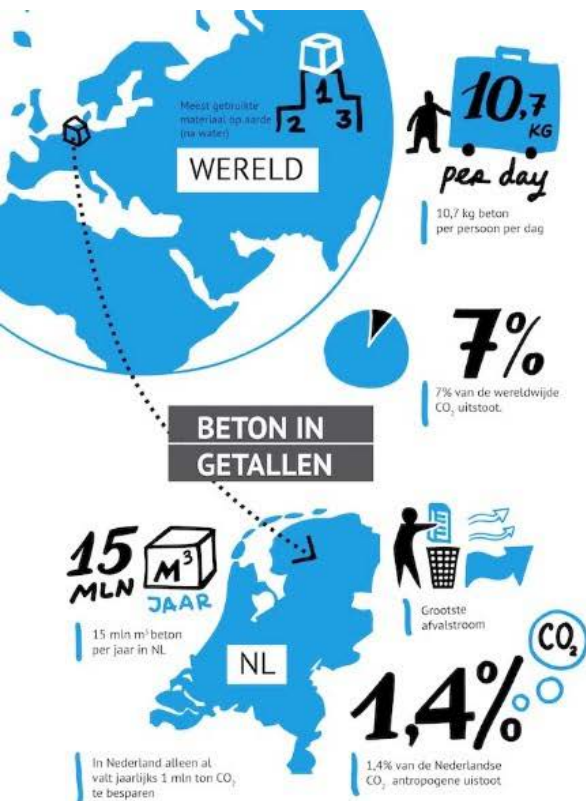 Meest gebruikte
materiaal op aarde
(na water)
1
2 3
WERELD
10,7
KG
per day
10,7 kg beton
per persoon per dag
7%
7% van de wereldwijde
CO₂ uitstoot.
BETON IN
GETALLEN
15
MLN
M³
JAAR
15 mln m³ beton
per jaar in NL
Grootste
afvalstroom
NL
CO₂
1,4%
In Nederland alleen al
valt jaarlijks 1 mln ton CO₂
te besparen
1,4% van de Nederlandse
CO₂ antropogene uistoot